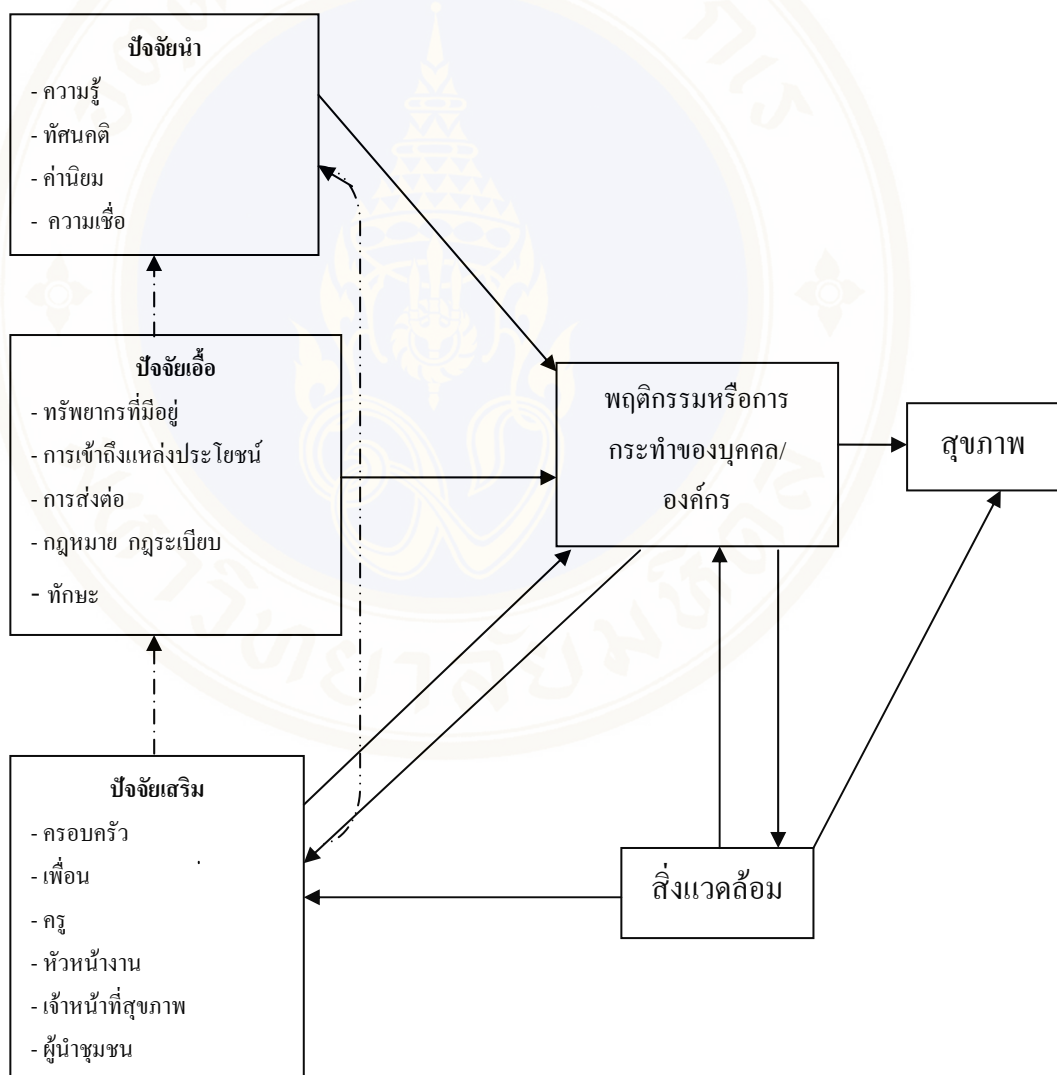 ปัจจัยนำ
- ความรู้
- ทัศนคติ
- ค่านิยม
- ความเชื่อ
ปัจจัยเอื้อ
- ทรัพยากรที่มีอยู่
- การเข้าถึงแหล่งประโยชน์
- การส่งต่อ
- กฎหมาย กฎระเบียบ
- ทักษะ
ปัจจัยเสริม
- ครอบครัว
- เพื่อน
- ครู
- หัวหน้างาน
- เจ้าหน้าที่สุขภาพ
- ผู้นำชุมชน
พฤติกรรมหรือการ
กระทำของบุคคล/
องค์กร
สุขภาพ
สิ่งแวดล้อม